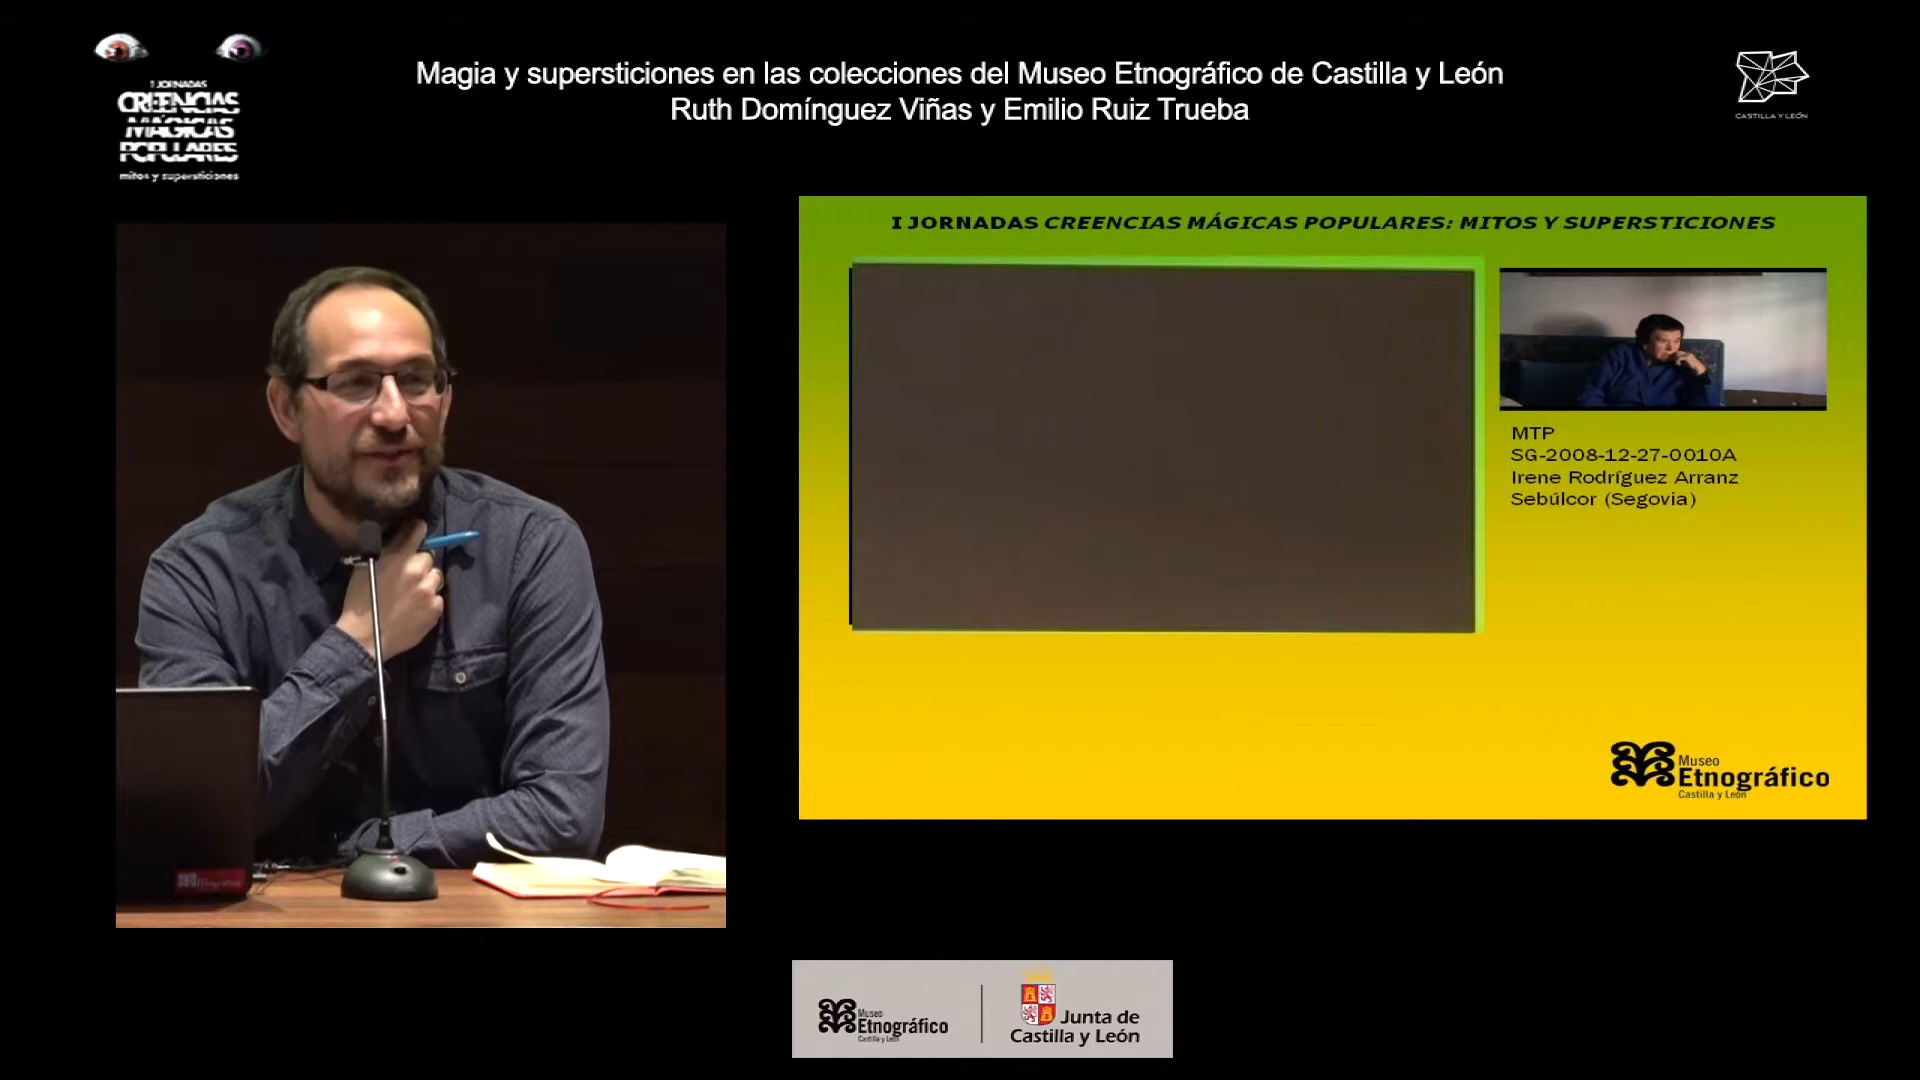 I JORNADAS
CREENCIAS
MÁGICAS
POPULARES
mitos y supersticiones
Magia y supersticiones en las colecciones del Museo Etnográfico de Castilla y León
Ruth Domínguez Viñas y Emilio Ruiz Trueba
CASTILLA Y LEÓN
I JORNADAS CREENCIAS MÁGICAS POPULARES: MITOS Y SUPERSTICIONES
MTP
SG-2008-12-27-0010A
Irene Rodríguez Arranz
Sebúlcor (Segovia)
Museo
Etnográfico
Castilla y León
Etnográfico
Museo
Etnográfico
Castilla y León
Junta de
Castilla y León